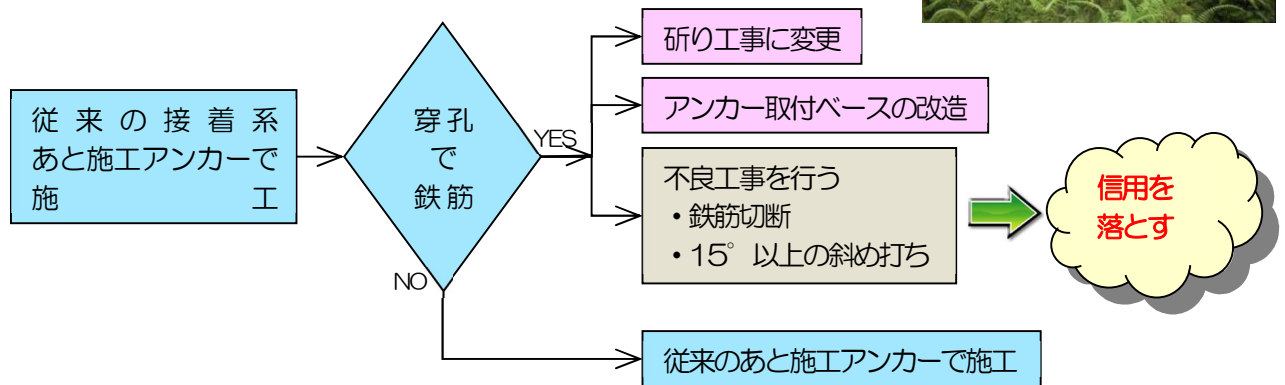 従来の接着系
あと施工アンカーで
施工
穿孔
で
鉄筋
YES
NO
斫り工事に変更
アンカー取付ベースの改造
不良工事を行う
・鉄筋切断
・15°以上の斜め打ち
信用を
落とす
従来のあと施工アンカーで施工